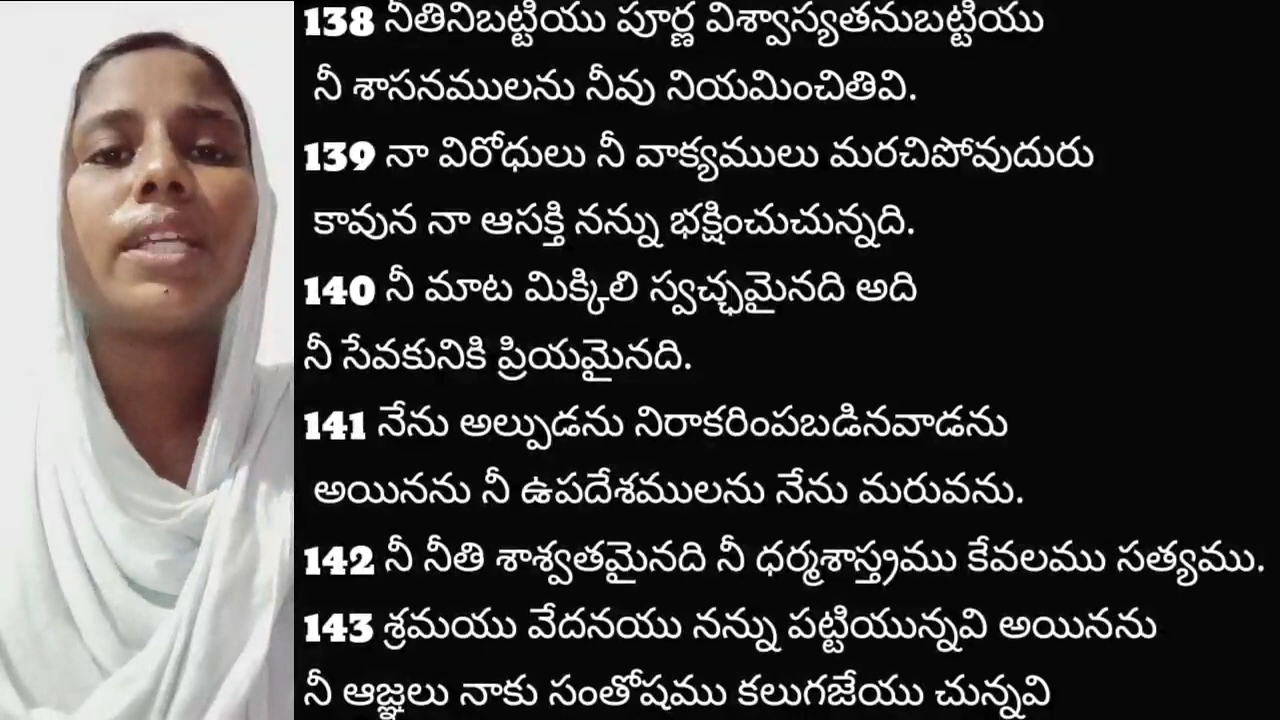 138 నీతినిబట్టియు పూర్ణ విశ్వాస్యతనుబట్టియు
నీ శాసనములను నీవు నియమించితివి.
139 నా విరోధులు నీ వాక్యములు మరచిపోవుదురు
కావున నా ఆసక్తి నన్ను భక్షించుచున్నది.
140 నీ మాట మిక్కిలి స్వచ్ఛమైనది అది
నీ సేవకునికి ప్రియమైనది.
141 నేను అల్పుడను నిరాకరింపబడినవాడను
అయినను నీ ఉపదేశములను నేను మరువను.
142 నీ నీతి శాశ్వతమైనది నీ ధర్మశాస్త్రము కేవలము సత్యము.
143 శ్రమయు వేదనయు నన్ను పట్టియున్నవి అయినను
నీ ఆజ్ఞలు నాకు సంతోషము కలుగజేయు చున్నవి